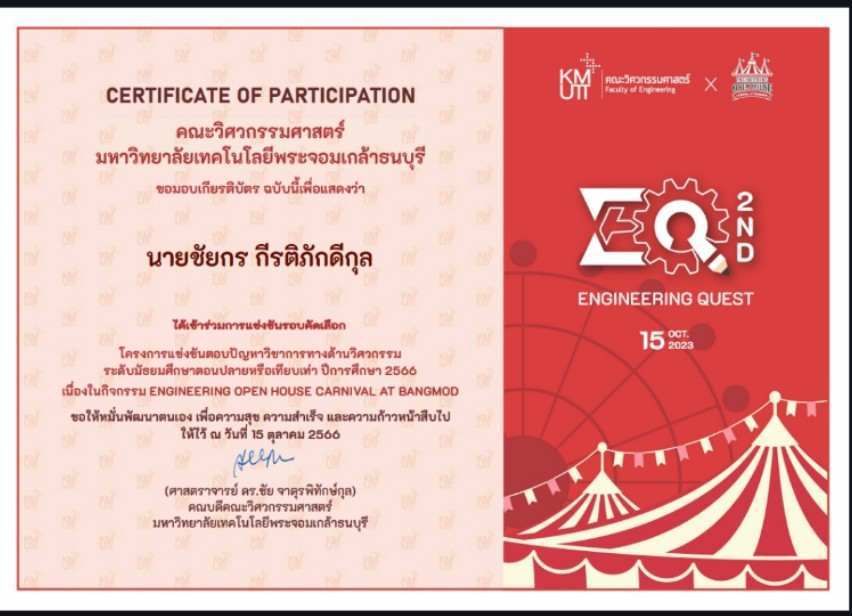 CERTIFICATE OF PARTICIPATION
คณะวิศวกรรมศาสตร์
มหาวิทยาลัยเทคโนโลยีพระจอมเกล้าธนบุรี
ขอมอบเกียรติบัตร ฉบับนี้เพื่อแสดงว่า
นายชัยกร กีรติภักดีกุล
ได้เข้าร่วมการแข่งขันรอบคัดเลือก
โครงการแข่งขันตอบปัญหาวิชาการทางด้านวิศวกรรม
ระดับมัธยมศึกษาตอนปลายหรือเทียบเท่า ปีการศึกษา 2566
เนื่องในกิจกรรม ENGINEERING OPEN HOUSE CARNIVAL AT BANGMOD
ขอให้หมั่นพัฒนาตนเอง เพื่อความสุข ความสำเร็จ และความก้าวหน้าสืบไป
ให้ไว้ ณ วันที่ 15 ตุลาคม 2566
(ศาสตราจารย์ ดร.ชัย จาตุรพิทักษ์กุล)
คณบดีคณะวิศวกรรมศาสตร์
มหาวิทยาลัยเทคโนโลยีพระจอมเกล้าธนบุรี
KMUTT
คณะวิศวกรรมศาสตร์
Faculty of Engineering
X
EQ 2ND
ENGINEERING QUEST
15 OCT. 2023